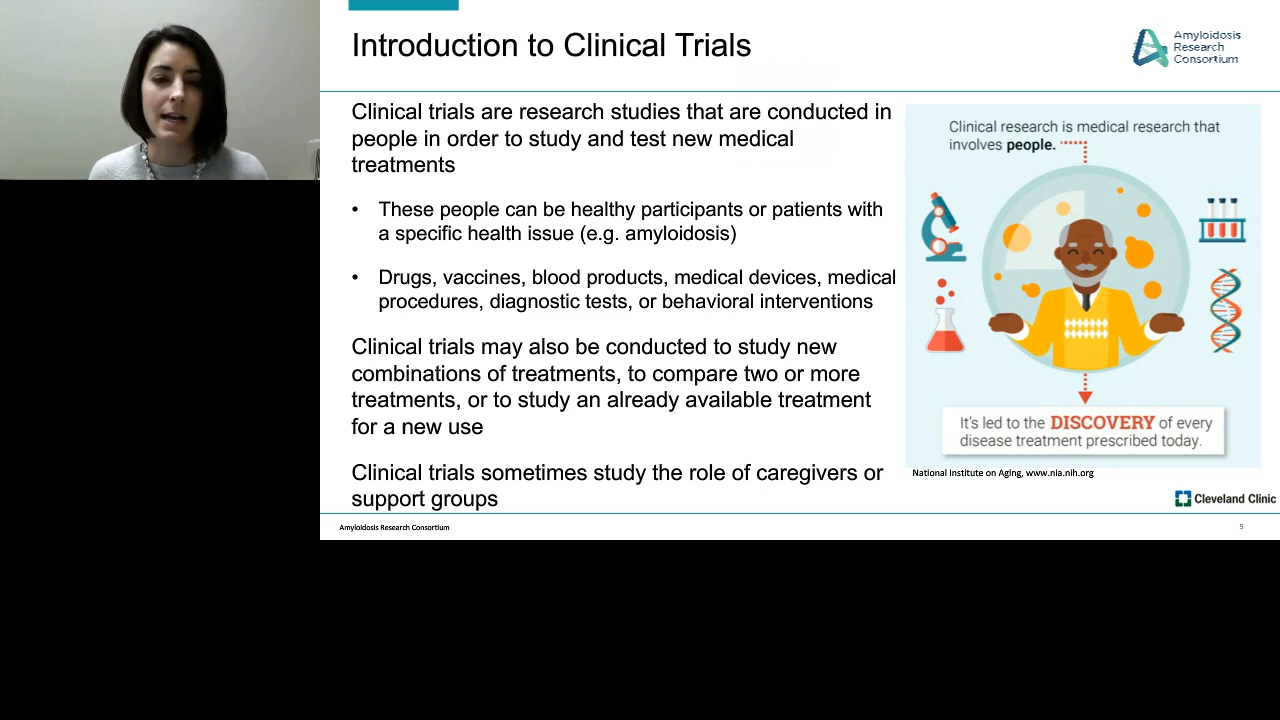 Introduction to Clinical Trials
Amyloidosis
Research
Consortium
Clinical trials are research studies that are conducted in
people in order to study and test new medical
treatments
• These people can be healthy participants or patients with
a specific health issue (e.g. amyloidosis)
• Drugs, vaccines, blood products, medical devices, medical
procedures, diagnostic tests, or behavioral interventions
Clinical trials may also be conducted to study new
combinations of treatments, to compare two or more
treatments, or to study an already available treatment
for a new use
Clinical trials sometimes study the role of caregivers or
support groups
Clinical research is medical research that
involves people.
It's led to the DISCOVERY of every
disease treatment prescribed today.
National Institute on Aging, www.nia.nih.org
Cleveland Clinic
Amyloidosis Research Consortium
5